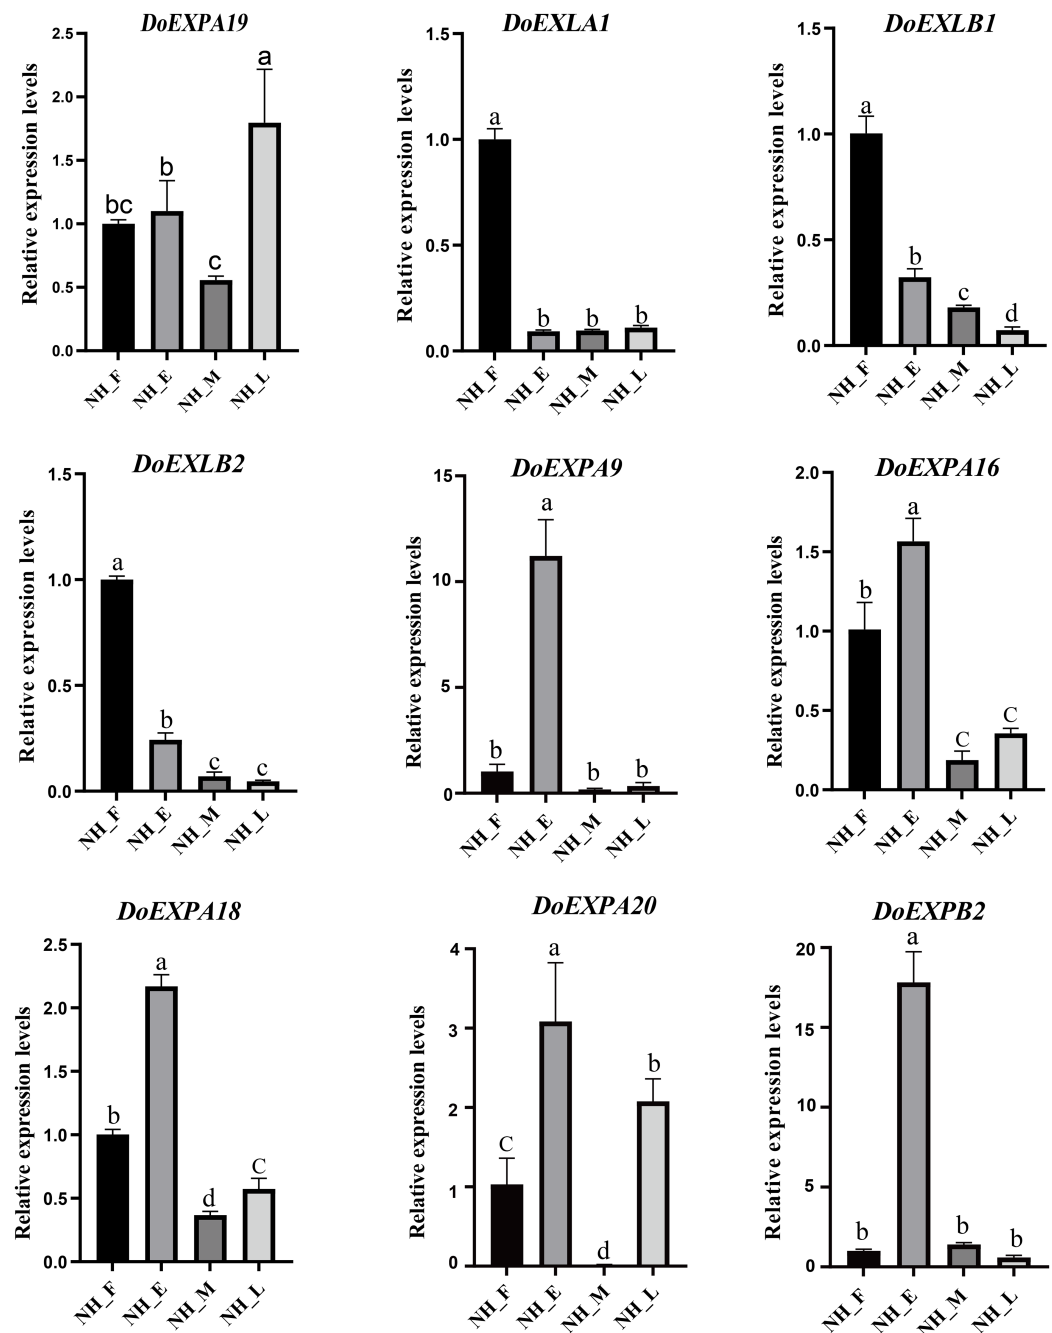 DoEXPA19
Relative expression levels
2.5
2.0
1.5
1.0
0.5
0.0
bc
b
c
a
NH_F
NH_E
NH_M
NH_L
DoEXLA1
Relative expression levels
1.5
1.0
0.5
0.0
a
b
b
b
NH_F
NH_E
NH_M
NH_L
DoEXLB1
Relative expression levels
1.5
1.0
0.5
0.0
a
b
c
d
NH_F
NH_E
NH_M
NH_L
DoEXLB2
Relative expression levels
1.5
1.0
0.5
0.0
a
b
c
c
NH_F
NH_E
NH_M
NH_L
DoEXPA9
Relative expression levels
15
10
5
0
b
a
b
b
NH_F
NH_E
NH_M
NH_L
DoEXPA16
Relative expression levels
2.0
1.5
1.0
0.5
0.0
b
a
C
C
NH_F
NH_E
NH_M
NH_L
DoEXPA18
Relative expression levels
2.5
2.0
1.5
1.0
0.5
0.0
b
a
d
C
NH_F
NH_E
NH_M
NH_L
DoEXPA20
Relative expression levels
4
3
2
1
0
C
a
d
b
NH_F
NH_E
NH_M
NH_L
DoEXPB2
Relative expression levels
20
15
10
5
0
b
a
b
b
NH_F
NH_E
NH_M
NH_L